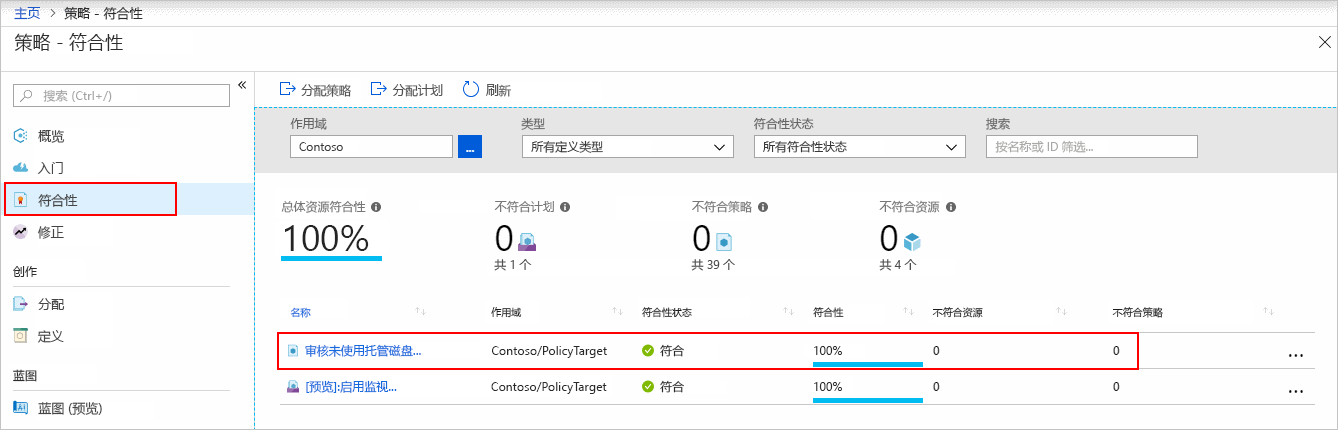 主页 > 策略 - 符合性
策略 - 符合性
搜索 (Ctrl+/)
概览
入门
符合性
修正
创作
分配
定义
蓝图
蓝图 (预览)
分配策略 分配计划 刷新
作用域 类型 符合性状态 搜索
Contoso ... 所有定义类型 所有符合性状态 按名称或 ID 筛选...
总体资源符合性 不符合计划 不符合策略 不符合资源
100% 0 0 0
共 1 个 共 39 个 共 4 个
名称 作用域 符合性状态 符合性 不符合资源 不符合策略
审核未使用托管磁盘... Contoso/PolicyTarget 符合 100% 0 0 ...
[预览]:启用监视... Contoso/PolicyTarget 符合 100% 0 0 ...